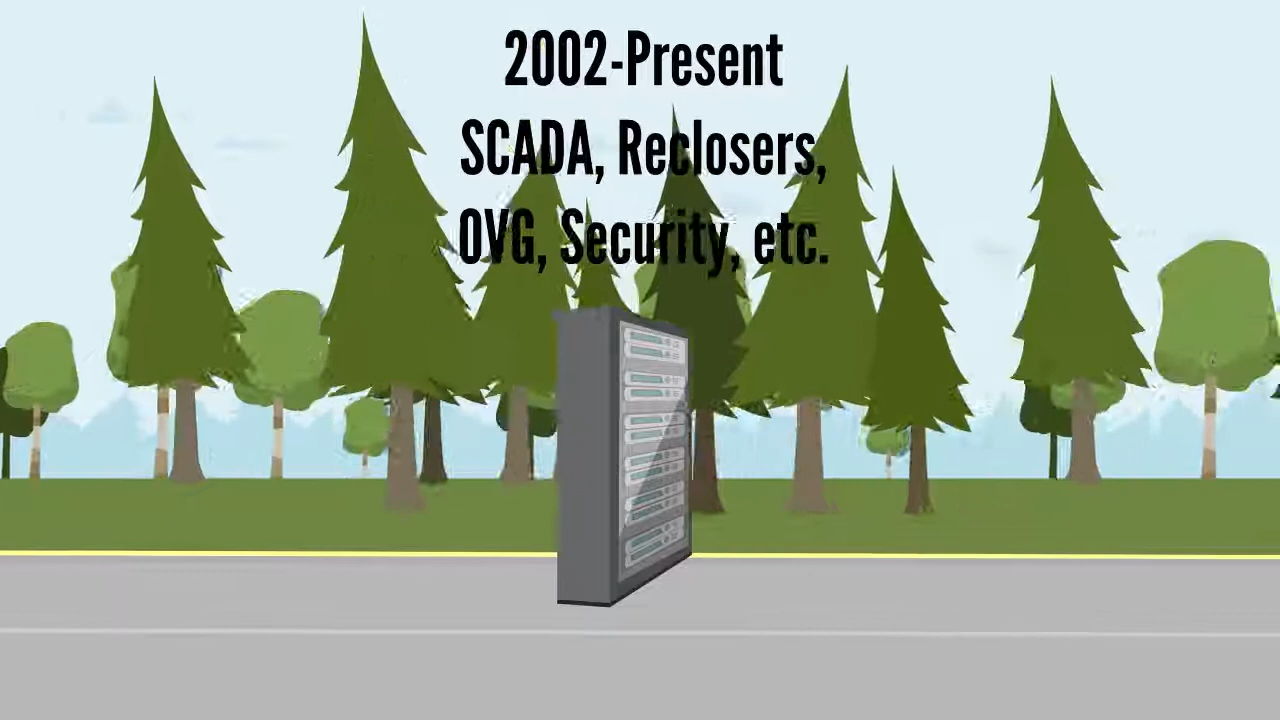 2002-Present
SCADA, Reclosers,
OVG, Security, etc.